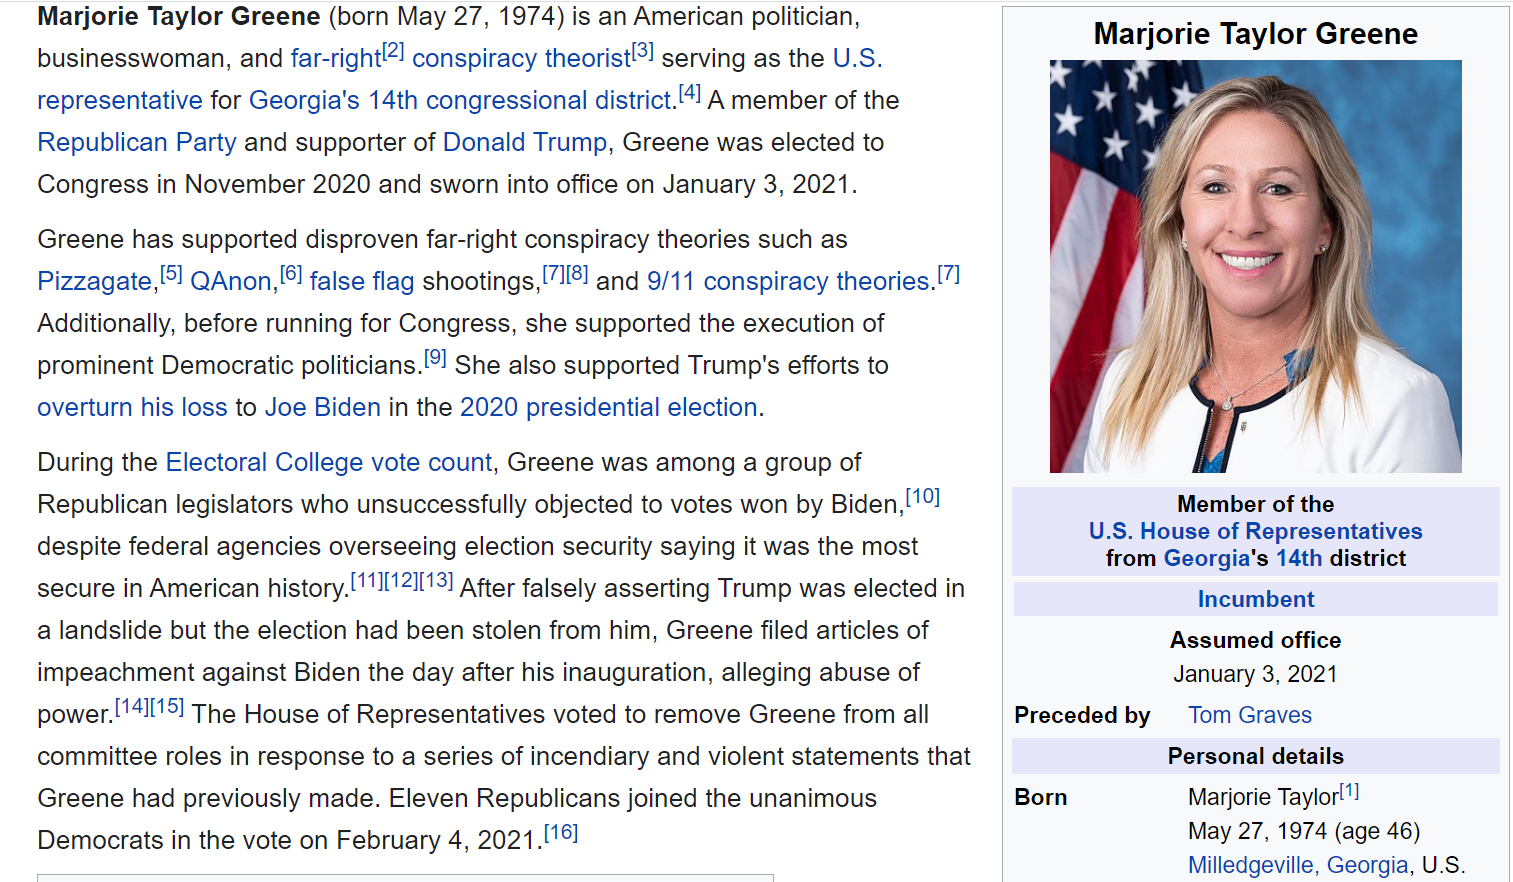 Marjorie Taylor Greene (born May 27, 1974) is an American politician,
businesswoman, and far-right[2] conspiracy theorist[3] serving as the U.S.
representative for Georgia's 14th congressional district.[4] A member of the
Republican Party and supporter of Donald Trump, Greene was elected to
Congress in November 2020 and sworn into office on January 3, 2021.
Greene has supported disproven far-right conspiracy theories such as
Pizzagate,[5] QAnon,[6] false flag shootings,[7][8] and 9/11 conspiracy theories.[7]
Additionally, before running for Congress, she supported the execution of
prominent Democratic politicians.[9] She also supported Trump's efforts to
overturn his loss to Joe Biden in the 2020 presidential election.
During the Electoral College vote count, Greene was among a group of
Republican legislators who unsuccessfully objected to votes won by Biden,[10]
despite federal agencies overseeing election security saying it was the most
secure in American history.[11][12][13] After falsely asserting Trump was elected in
a landslide but the election had been stolen from him, Greene filed articles of
impeachment against Biden the day after his inauguration, alleging abuse of
power.[14][15] The House of Representatives voted to remove Greene from all
committee roles in response to a series of incendiary and violent statements that
Greene had previously made. Eleven Republicans joined the unanimous
Democrats in the vote on February 4, 2021.[16]
Marjorie Taylor Greene
Member of the
U.S. House of Representatives
from Georgia's 14th district
Incumbent
Assumed office
January 3, 2021
Preceded by Tom Graves
Personal details
Born Marjorie Taylor[1]
May 27, 1974 (age 46)
Milledgeville, Georgia, U.S.